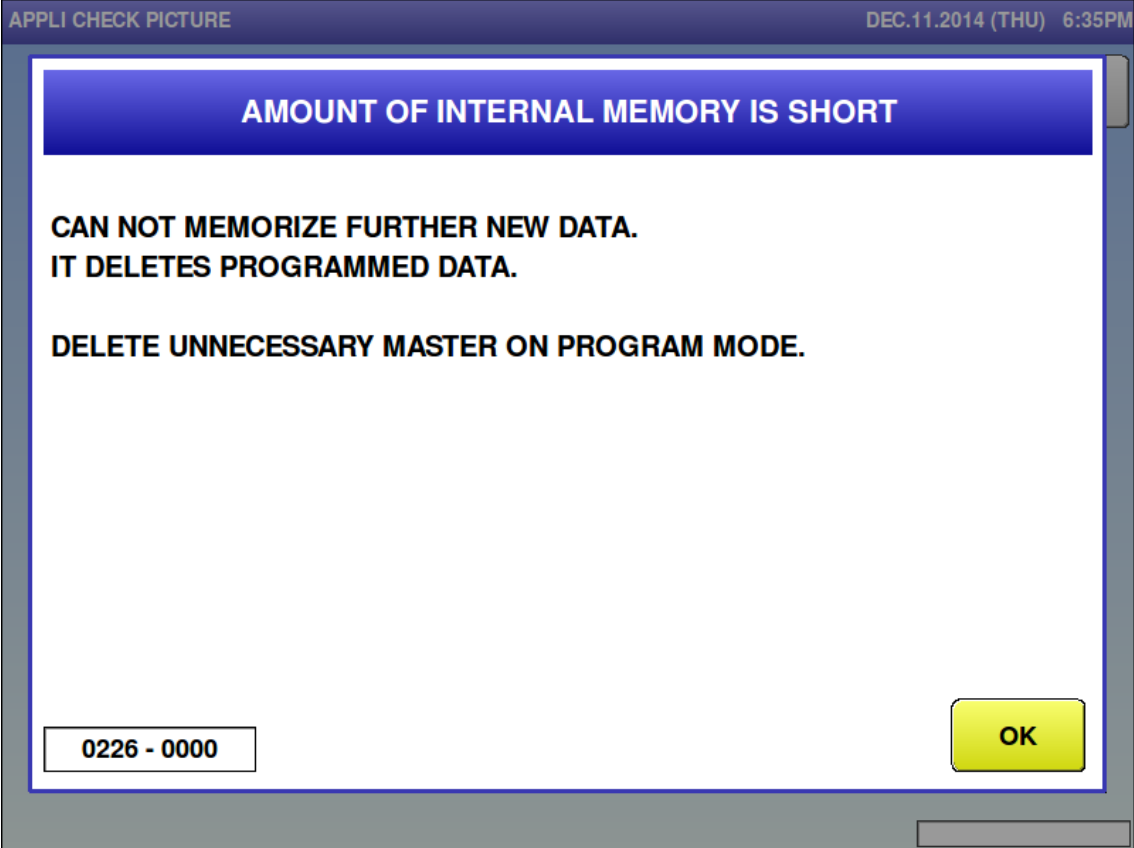 APPLI CHECK PICTURE DEC.11.2014 (THU) 6:35PM
AMOUNT OF INTERNAL MEMORY IS SHORT
CAN NOT MEMORIZE FURTHER NEW DATA.
IT DELETES PROGRAMMED DATA.
DELETE UNNECESSARY MASTER ON PROGRAM MODE.
OK
0226 - 0000